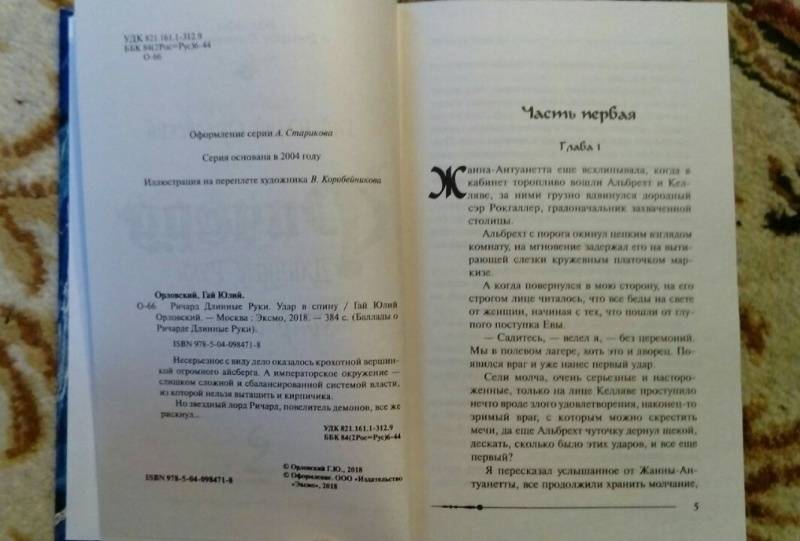 УДК 821.161.1-312.9
ББК 84(2Рос=Рус)6-44
О-66
Оформление серии А. Старикова
Серия основана в 2004 году
Иллюстрация на переплете художника В. Коробейникова
Орловский, Гай Юлий.
О-66 Ричард Длинные Руки. Удар в спину / Гай Юлий
Орловский. — Москва : Эксмо, 2018. — 384 с. (Баллады о
Ричарде Длинные Руки).
ISBN 978-5-04-098471-8
Несерьезное с виду дело оказалось крохотной вершин-
кой огромного айсберга. А императорское окружение —
слишком сложной и сбалансированной системой власти,
из которой нельзя вытащить и кирпичика.
Но звездный лорд Ричард, повелитель демонов, все же
рискнул...
УДК 821.161.1-312.9
ББК 84(2Рос=Рус)6-44
© Орловский Г.Ю., 2018
© Оформление. ООО «Издательство
«Эксмо», 2018
ISBN 978-5-04-098471-8
Часть первая
Глава 1
Жанна-Антуанетта еще всхлипывала, когда в
кабинет торопливо вошли Альбрехт и Кел-
ляве, за ними грузно вдвинулся дородный
сэр Рокгаллер, градоначальник захваченной
столицы.
Альбрехт с порога окинул цепким взглядом
комнату, на мгновение задержал его на выти-
рающей слезки кружевным платочком мар-
кизе.
А когда повернулся в мою сторону, на его
строгом лице читалось, что все беды на свете
от женщин, начиная с тех, что пошли от глу-
пого поступка Евы.
— Садитесь, — велел я, — без церемоний.
Мы в полевом лагере, хоть это и дворец. По-
явился враг и уже нанес первый удар.
Сели молча, очень серьезные и насторо-
женные, только на лице Келляве проступило
нечто вроде злого удовлетворения, наконец-то
зримый враг, с которым можно скрестить
мечи, да еще Альбрехт чуточку дернул щекой,
дескать, сколько было этих ударов, и все еще
первый?
Я пересказал услышанное от Жанны-Ан-
туанетты, все продолжили хранить молчание,
5